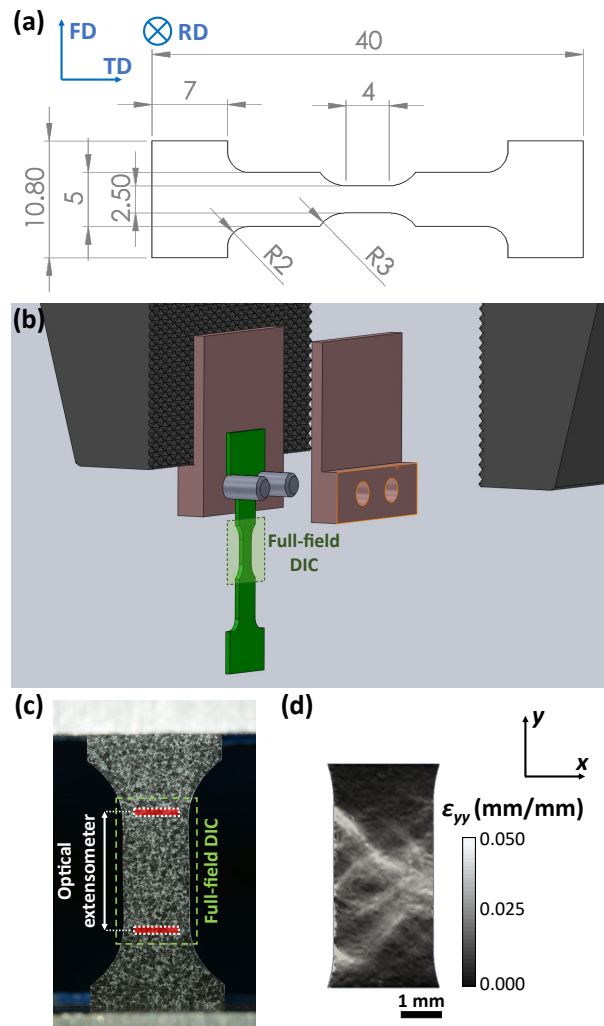 (a)
FD
RD
TD
40
7
4
10.80
5
2.50
R2
R3
(b)
Full-field
DIC
(c)
(d)
Optical
extensometer
Full-field DIC
y
x
εyy (mm/mm)
0.050
0.025
0.000
1 mm